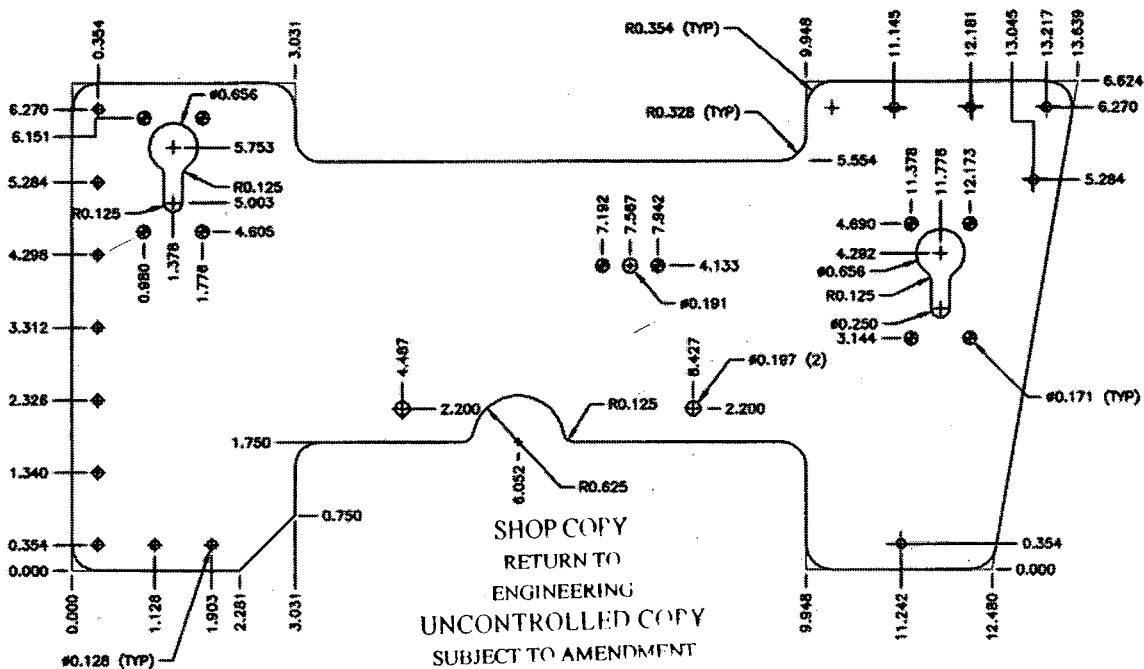 0.354
3.031
R0.354 (TYP)
9.948
11.145
12.181
13.045
13.217
13.639
6.624
6.270
6.151
ø0.656
R0.328 (TYP)
6.270
5.753
5.554
5.284
R0.125
5.003
R0.125
5.284
11.378
11.776
12.173
4.605
4.298
0.980
1.378
1.776
7.192
7.567
7.942
4.133
ø0.191
4.690
4.292
ø0.656
R0.125
ø0.250
3.144
3.312
4.487
8.427
ø0.197 (2)
ø0.171 (TYP)
2.326
2.200
R0.125
2.200
1.750
1.340
6.052
R0.625
0.750
SHOP COPY
RETURN TO
ENGINEERING
UNCONTROLLED COPY
SUBJECT TO AMENDMENT
0.354
0.000
0.354
0.000
0.000
1.128
1.903
2.281
3.031
9.948
11.242
12.480
ø0.128 (TYP)